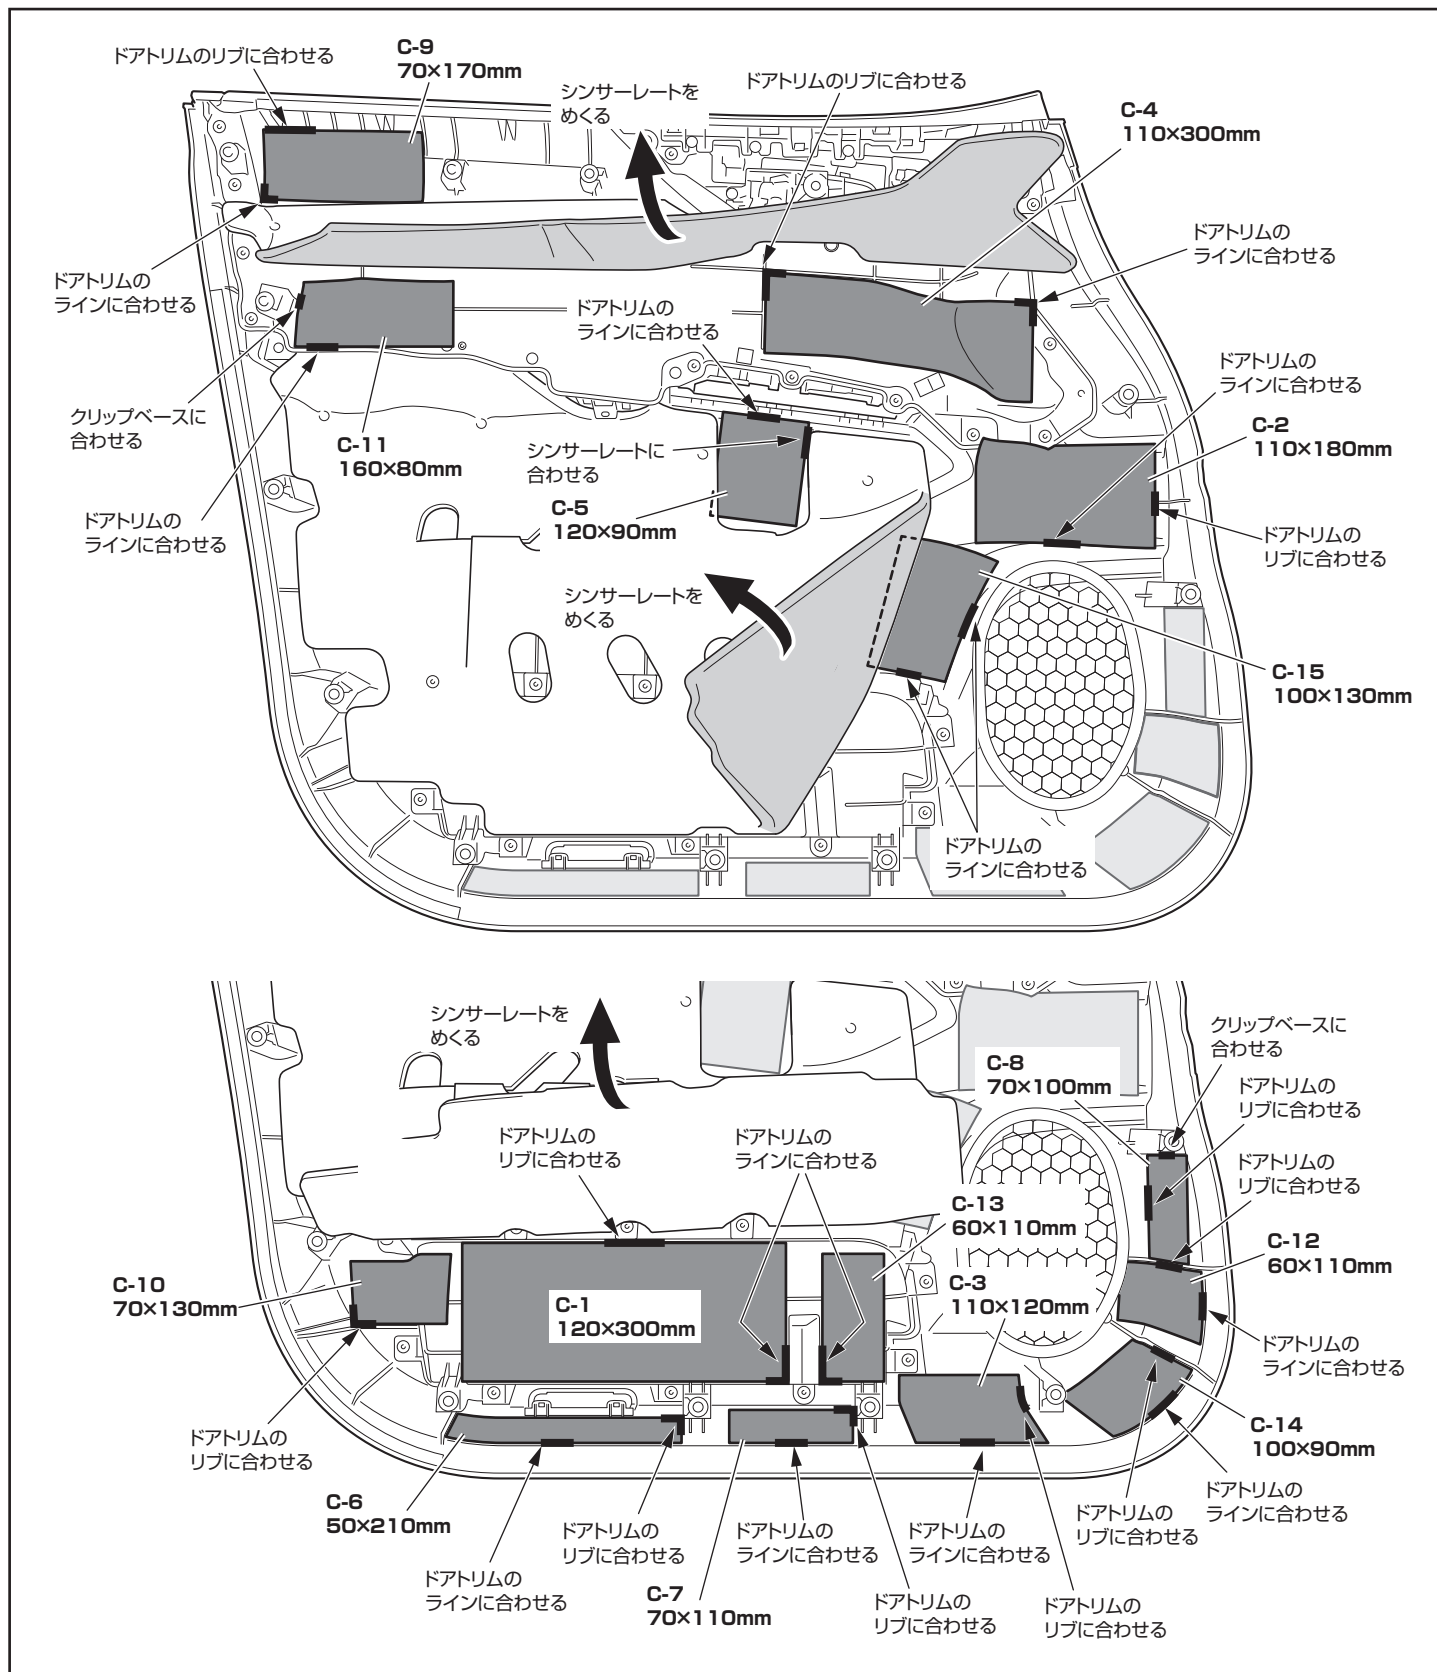 ドアトリムのリブに合わせる
C-9
70×170mm
シンサーレートを
めくる
ドアトリムのリブに合わせる
C-4
110×300mm
ドアトリムの
ラインに合わせる
ドアトリムの
ラインに合わせる
ドアトリムの
ラインに合わせる
ドアトリムの
ラインに合わせる
クリップベースに
合わせる
C-11
160×80mm
シンサーレートに
合わせる
C-2
110×180mm
C-5
120×90mm
ドアトリムの
ラインに合わせる
ドアトリムの
リブに合わせる
シンサーレートを
めくる
C-15
100×130mm
ドアトリムの
ラインに合わせる
シンサーレートを
めくる
クリップベースに
合わせる
C-8
70×100mm
ドアトリムの
リブに合わせる
ドアトリムの
リブに合わせる
ドアトリムの
ラインに合わせる
ドアトリムの
リブに合わせる
C-13
60×110mm
C-12
60×110mm
C-10
70×130mm
C-1
120×300mm
C-3
110×120mm
ドアトリムの
ラインに合わせる
ドアトリムの
リブに合わせる
C-14
100×90mm
C-6
50×210mm
ドアトリムの
リブに合わせる
ドアトリムの
ラインに合わせる
ドアトリムの
ラインに合わせる
ドアトリムの
リブに合わせる
ドアトリムの
ラインに合わせる
ドアトリムの
ラインに合わせる
C-7
70×110mm
ドアトリムの
リブに合わせる
ドアトリムの
リブに合わせる